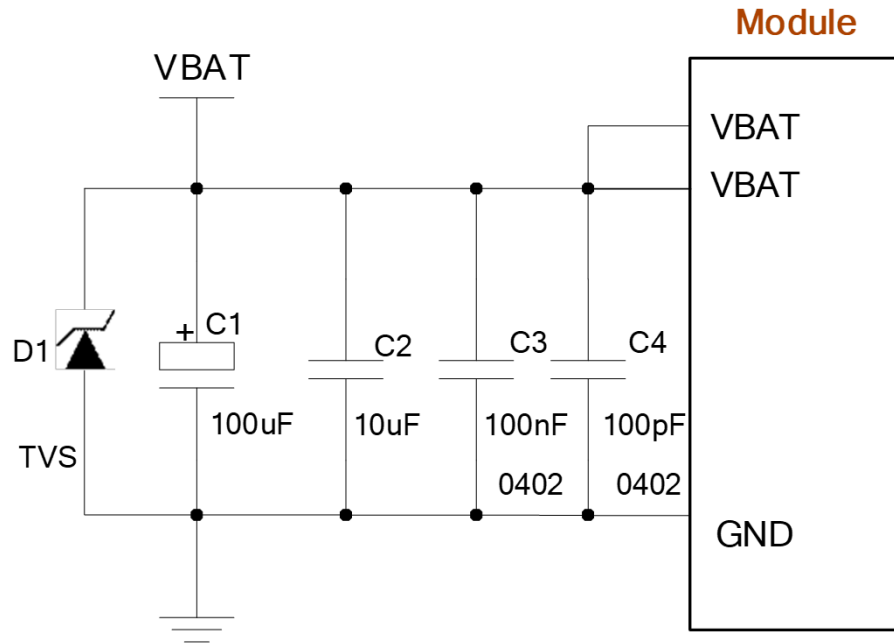 Module
VBAT
VBAT
VBAT
D1
+
C1
C2
C3
C4
100uF
10uF
100nF
100pF
TVS
0402
0402
GND